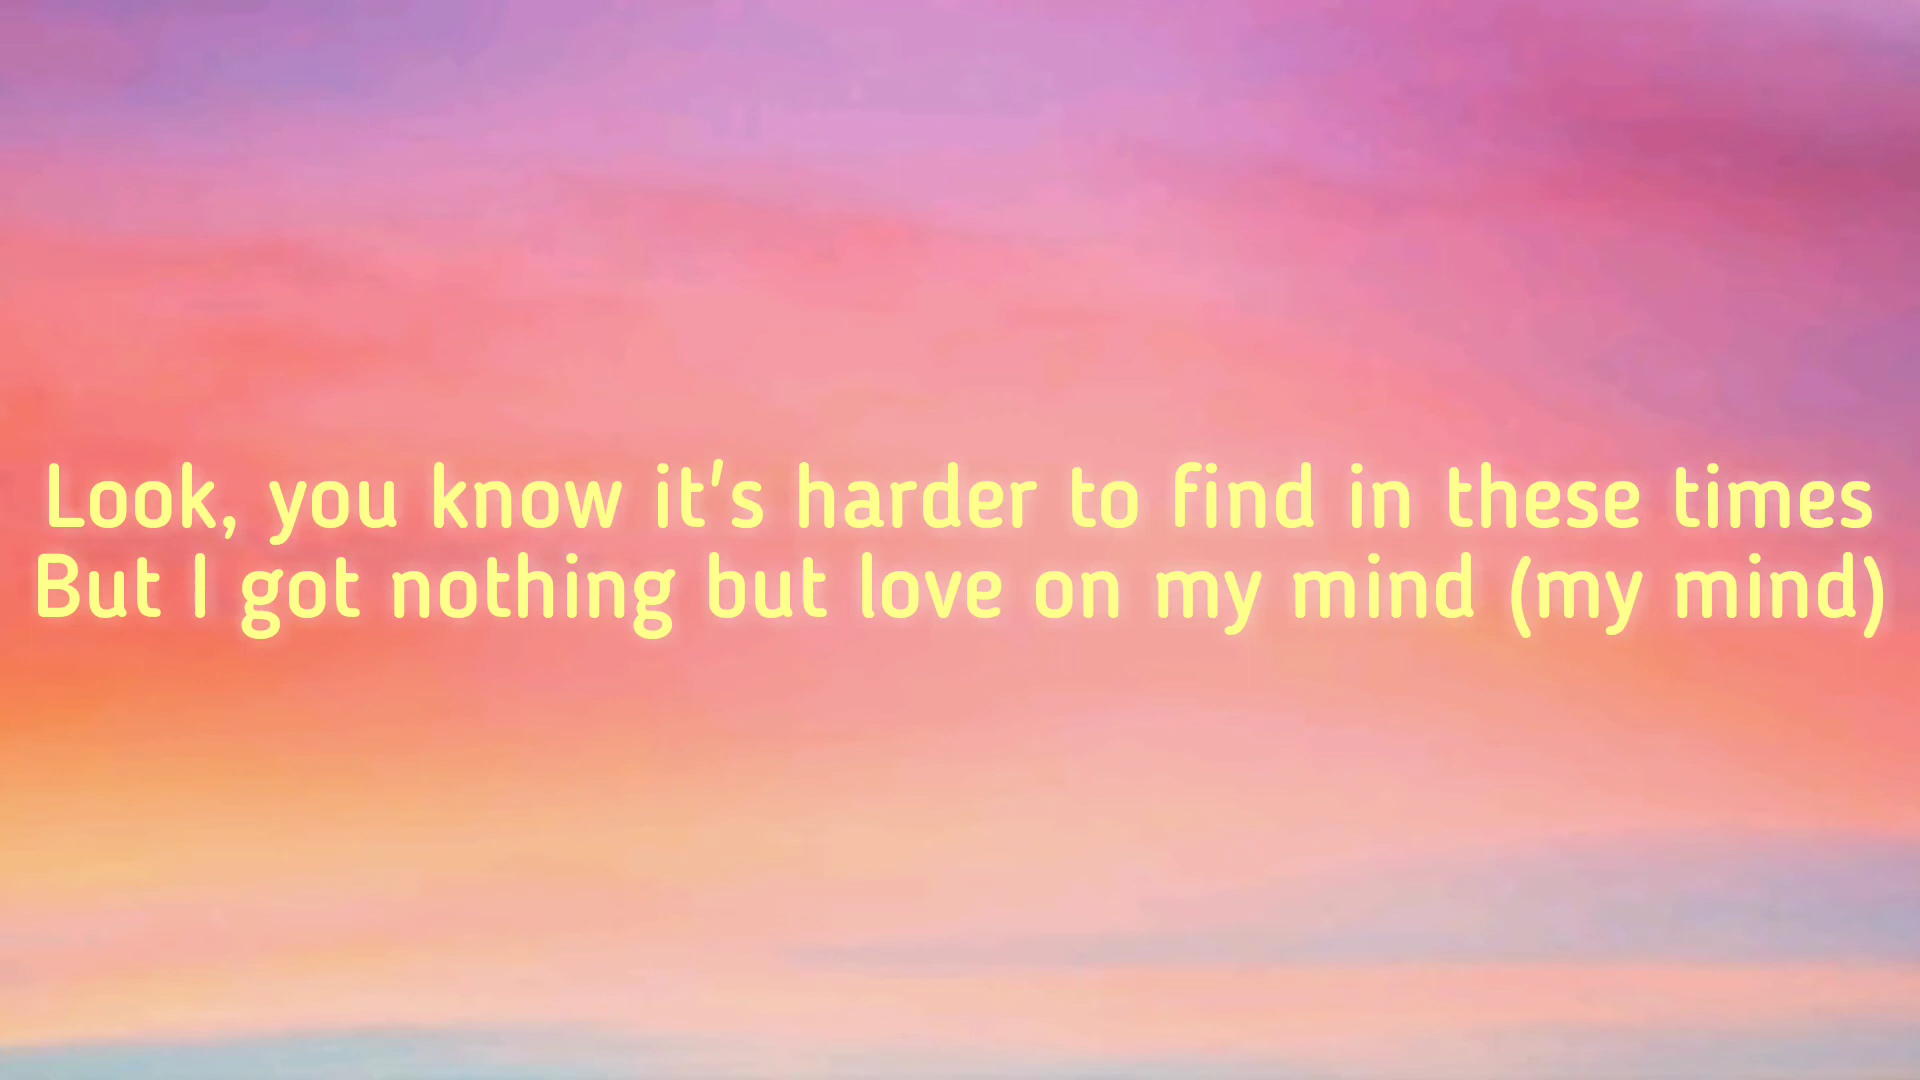 Look, you know it's harder to find in these times
But I got nothing but love on my mind (my mind)